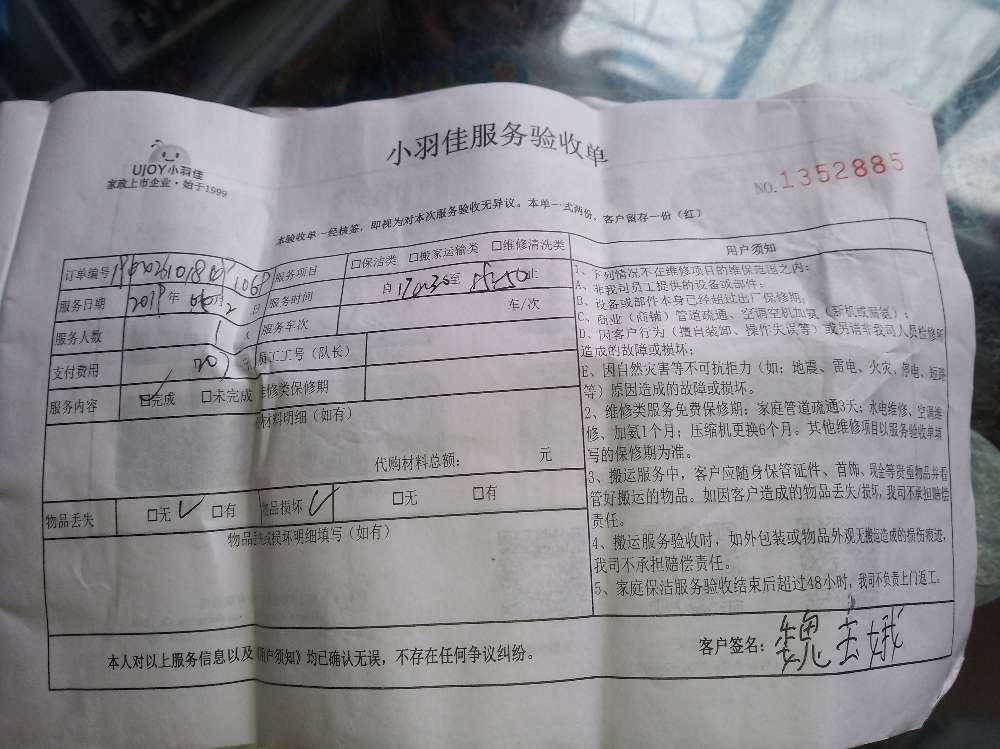 UJOY小羽佳
家政上市企业·始于1999
小羽佳服务验收单
NO.1352885
本验收单一经核签，即视为对本次服务验收无异议。本单一式两份，客户留存一份（红）
订单编号
服务项目 □保洁类 □搬家运输类 □维修清洗类
服务日期 2019年 日 服务时间 自17:30至
服务人数 1 服务车次 车/次
支付费用 员工工号（队长）
服务内容 □完成 □未完成 维修类保修期
材料明细（如有）
代购材料总额： 元
物品丢失 □无 □有 物品损坏 □无 □有
物品丢失或损坏明细填写（如有）
用户须知
1、下列情况不在维修项目的维保范围之内：
A、非我司员工提供的设备或部件；
B、设备或部件本身已经超过出厂保修期；
C、商业（商铺）管道疏通、空调空机加氨（新机或漏氨）；
D、因客户行为（擅自装卸、操作失误等）或另请非我司人员检修所
造成的故障或损坏；
E、因自然灾害等不可抗拒力（如：地震、雷电、火灾、停电、短路
等）原因造成的故障或损坏。
2、维修类服务免费保修期：家庭管道疏通3天；水电维修、空调维
修、加氨1个月；压缩机更换6个月。其他维修项目以服务验收单填
写的保修期为准。
3、搬运服务中，客户应随身保管证件、首饰、现金等贵重物品并看
管好搬运的物品。如因客户造成的物品丢失/损坏，我司不承担赔偿
责任。
4、搬运服务验收时，如外包装或物品外观无搬运造成的损伤痕迹，
我司不承担赔偿责任。
5、家庭保洁服务验收结束后超过48小时，我司不负责上门返工。
本人对以上服务信息以及《用户须知》均已确认无误，不存在任何争议纠纷。
客户签名：魏玄娥